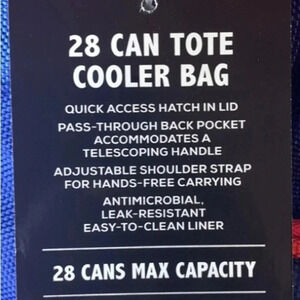 28 CAN TOTE
COOLER BAG
QUICK ACCESS HATCH IN LID
PASS-THROUGH BACK POCKET
ACCOMMODATES A
TELESCOPING HANDLE
ADJUSTABLE SHOULDER STRAP
FOR HANDS-FREE CARRYING
ANTIMICROBIAL,
LEAK-RESISTANT
EASY-TO-CLEAN LINER
28 CANS MAX CAPACITY